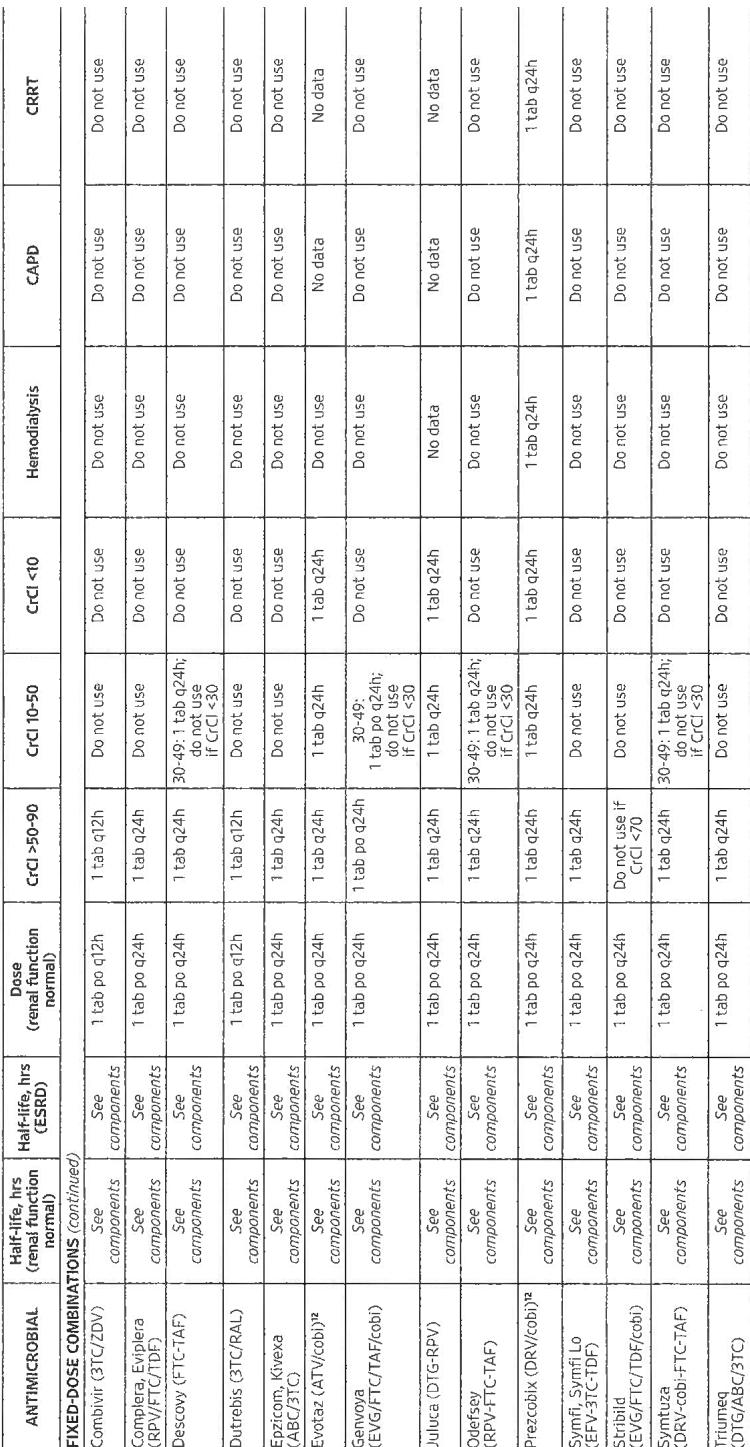 ANTIMICROBIAL | Half-life, hrs (renal function normal) | Half-life, hrs (ESRD) | Dose (renal function normal) | CrCl >50-90 | CrCl 10-50 | CrCl <10 | Hemodialysis | CAPD | CRRT
FIXED-DOSE COMBINATIONS (continued)
Combivir (3TC/ZDV) | See components | See components | 1 tab po q12h | 1 tab q12h | Do not use | Do not use | Do not use | Do not use | Do not use
Complera, Eviplera (RPV/FTC/TDF) | See components | See components | 1 tab po q24h | 1 tab q24h | Do not use | Do not use | Do not use | Do not use | Do not use
Descovy (FTC-TAF) | See components | See components | 1 tab po q24h | 1 tab q24h | 30-49: 1 tab q24h; do not use if CrCl <30 | Do not use | Do not use | Do not use | Do not use
Dutrebis (3TC/RAL) | See components | See components | 1 tab po q12h | 1 tab q12h | Do not use | Do not use | Do not use | Do not use | Do not use
Epzicom, Kivexa (ABC/3TC) | See components | See components | 1 tab po q24h | 1 tab q24h | Do not use | Do not use | Do not use | Do not use | Do not use
Evotaz (ATV/cobi)¹² | See components | See components | 1 tab po q24h | 1 tab q24h | 1 tab q24h | 1 tab q24h | Do not use | No data | No data
Genvoya (EVG/FTC/TAF/cobi) | See components | See components | 1 tab po q24h | 1 tab po q24h | 30-49: 1 tab po q24h; do not use if CrCl <30 | Do not use | Do not use | Do not use | Do not use
Juluca (DTG-RPV) | See components | See components | 1 tab po q24h | 1 tab q24h | 1 tab q24h | 1 tab q24h | No data | No data | No data
Odefsey (RPV-FTC-TAF) | See components | See components | 1 tab po q24h | 1 tab q24h | 30-49: 1 tab q24h; do not use if CrCl <30 | Do not use | Do not use | Do not use | Do not use
Prezcobix (DRV/cobi)¹² | See components | See components | 1 tab po q24h | 1 tab q24h | 1 tab q24h | 1 tab q24h | 1 tab q24h | 1 tab q24h | 1 tab q24h
Symfi, Symfi Lo (EFV-3TC-TDF) | See components | See components | 1 tab po q24h | 1 tab q24h | Do not use | Do not use | Do not use | Do not use | Do not use
Stribild (EVG/FTC/TDF/cobi) | See components | See components | 1 tab po q24h | Do not use if CrCl <70 | Do not use | Do not use | Do not use | Do not use | Do not use
Symtuza (DRV-cobi-FTC-TAF) | See components | See components | 1 tab po q24h | 1 tab q24h | 30-49: 1 tab q24h; do not use if CrCl <30 | Do not use | Do not use | Do not use | Do not use
Triumeq (DTG/ABC/3TC) | See components | See components | 1 tab po q24h | 1 tab q24h | Do not use | Do not use | Do not use | Do not use | Do not use